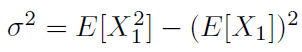 σ² = E[X₁²] − (E[X₁])²